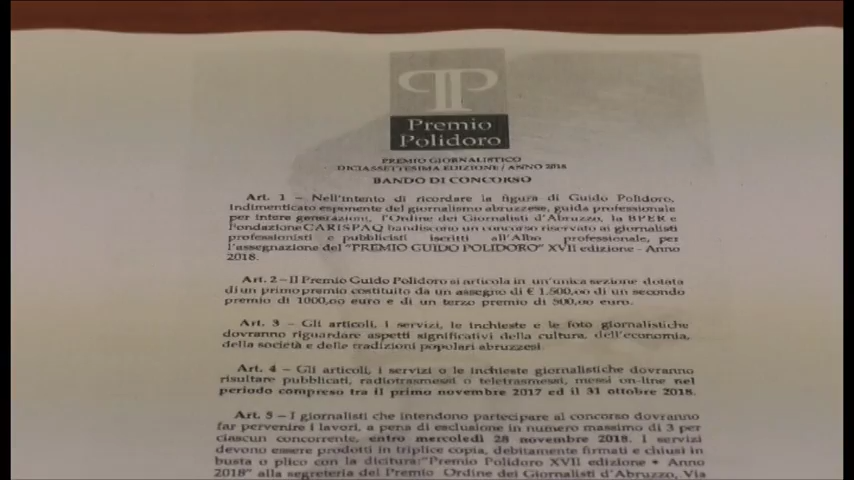 Premio
Polidoro
PREMIO GIORNALISTICO
DICIASSETTESIMA EDIZIONE / ANNO 2018
BANDO DI CONCORSO
Art. 1 – Nell'intento di ricordare la figura di Guido Polidoro,
indimenticato esponente del giornalismo abruzzese, guida professionale
per intere generazioni, l'Ordine dei Giornalisti d'Abruzzo, la BPER e
Fondazione CARISPAQ bandiscono un concorso riservato ai giornalisti
professionisti e pubblicisti iscritti all'Albo professionale, per
l'assegnazione del "PREMIO GUIDO POLIDORO" XVII edizione - Anno
2018.
Art. 2 – Il Premio Guido Polidoro si articola in un'unica sezione dotata
di un primo premio costituito da un assegno di € 1.500,00 di un secondo
premio di 1000,00 euro e di un terzo premio di 500,00 euro.
Art. 3 – Gli articoli, i servizi, le inchieste e le foto giornalistiche
dovranno riguardare aspetti significativi della cultura, dell'economia,
della società e delle tradizioni popolari abruzzesi
Art. 4 – Gli articoli, i servizi o le inchieste giornalistiche dovranno
risultare pubblicati, radiotrasmessi o teletrasmessi, messi on-line nel
periodo compreso tra il primo novembre 2017 ed il 31 ottobre 2018.
Art. 5 – I giornalisti che intendono partecipare al concorso dovranno
far pervenire i lavori, a pena di esclusione in numero massimo di 3 per
ciascun concorrente, entro mercoledì 28 novembre 2018. I servizi
devono essere prodotti in triplice copia, debitamente firmati e chiusi in
busta o plico con la dicitura:"Premio Polidoro XVII edizione • Anno
2018" alla segreteria del Premio Ordine dei Giornalisti d'Abruzzo, Via